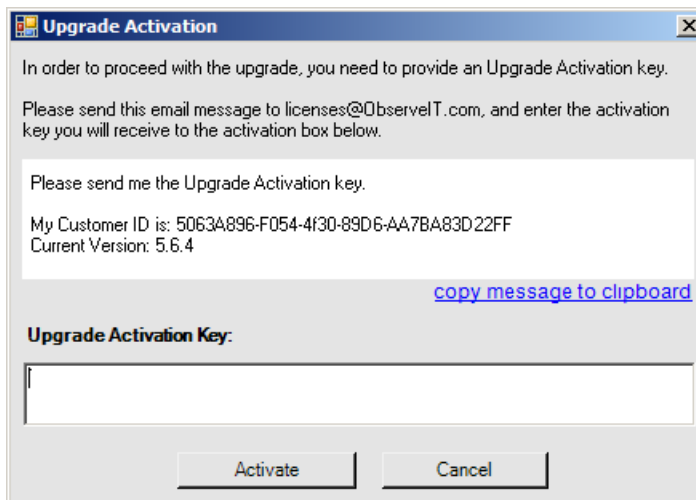 Upgrade Activation
In order to proceed with the upgrade, you need to provide an Upgrade Activation key.
Please send this email message to licenses@ObserveIT.com, and enter the activation
key you will receive to the activation box below.
Please send me the Upgrade Activation key.
My Customer ID is: 5063A896-F054-4f30-89D6-AA7BA83D22FF
Current Version: 5.6.4
copy message to clipboard
Upgrade Activation Key:
Activate
Cancel